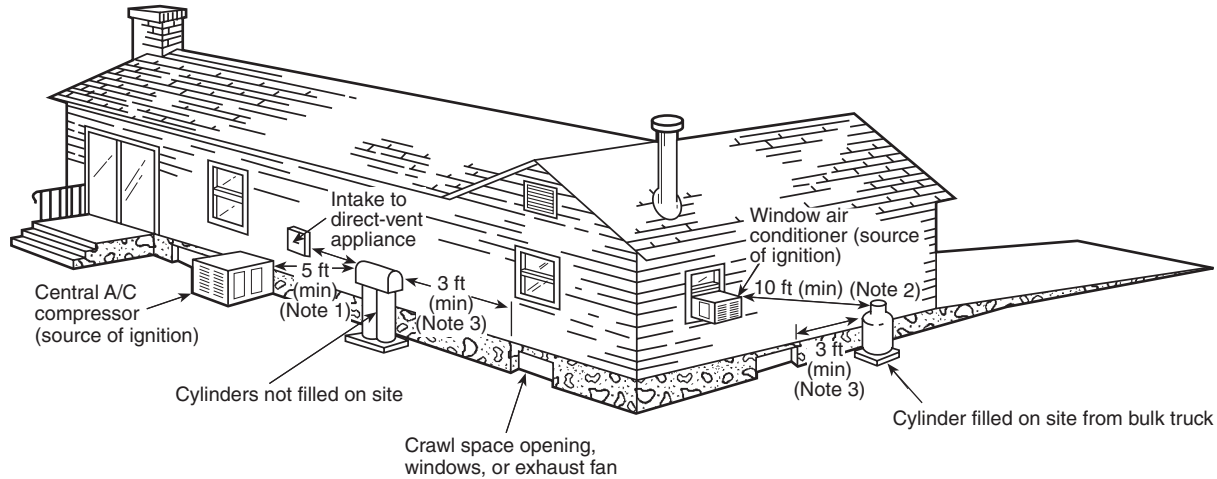 Intake to
direct-vent
appliance
Window air
conditioner (source
of ignition)
5 ft
(min)
(Note 1)
3 ft
(min)
(Note 3)
10 ft (min) (Note 2)
Central A/C
compressor
(source of ignition)
3 ft
(min)
(Note 3)
Cylinders not filled on site
Cylinder filled on site from bulk truck
Crawl space opening,
windows, or exhaust fan